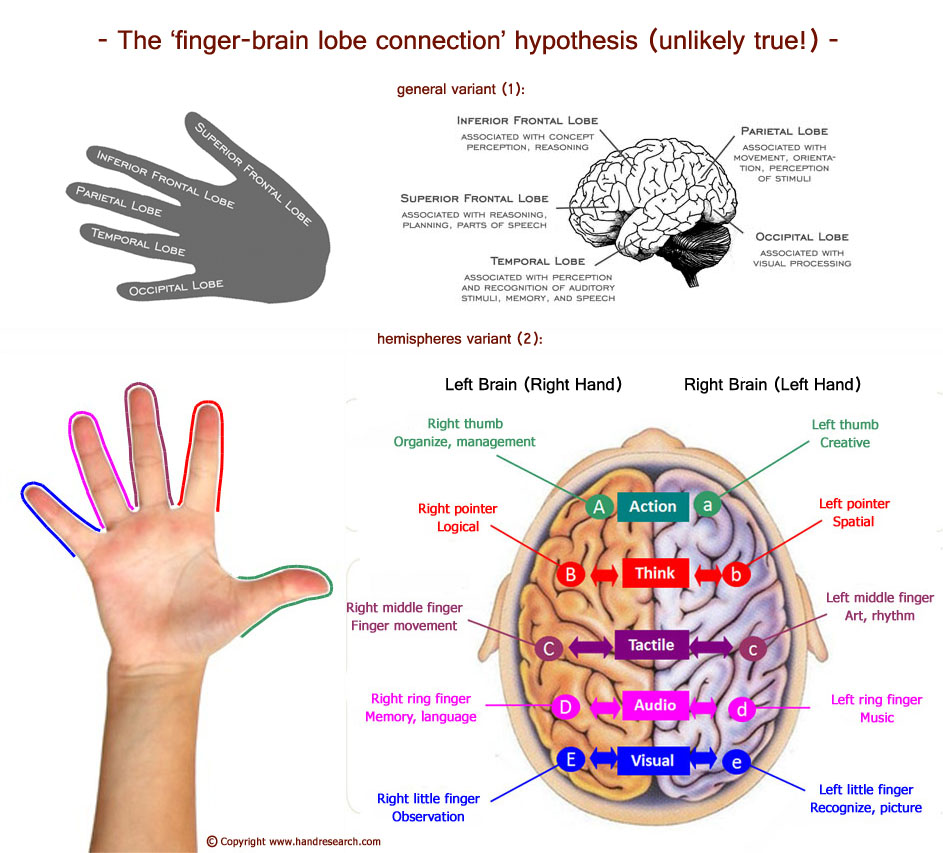 - The ‘finger-brain lobe connection’ hypothesis (unlikely true!) -
general variant (1):
SUPERIOR FRONTAL LOBE
INFERIOR FRONTAL LOBE
PARIETAL LOBE
TEMPORAL LOBE
OCCIPITAL LOBE
INFERIOR FRONTAL LOBE
ASSOCIATED WITH CONCEPT
PERCEPTION, REASONING
PARIETAL LOBE
ASSOCIATED WITH
MOVEMENT, ORIENTA-
TION, PERCEPTION
OF STIMULI
SUPERIOR FRONTAL LOBE
ASSOCIATED WITH REASONING,
PLANNING, PARTS OF SPEECH
OCCIPITAL LOBE
ASSOCIATED WITH
VISUAL PROCESSING
TEMPORAL LOBE
ASSOCIATED WITH PERCEPTION
AND RECOGNITION OF AUDITORY
STIMULI, MEMORY, AND SPEECH
hemispheres variant (2):
Left Brain (Right Hand)
Right Brain (Left Hand)
Right thumb
Organize, management
Left thumb
Creative
A
Action
a
Right pointer
Logical
Left pointer
Spatial
B
Think
b
Right middle finger
Finger movement
Left middle finger
Art, rhythm
C
Tactile
c
Right ring finger
Memory, language
Left ring finger
Music
D
Audio
d
E
Visual
e
Right little finger
Observation
Left little finger
Recognize, picture
© Copyright www.handresearch.com